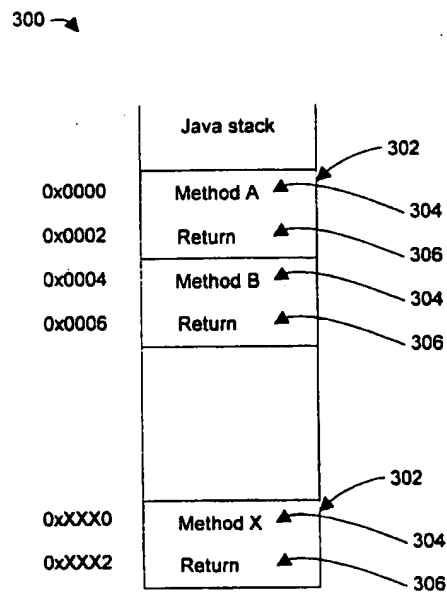 300
Java stack
302
0x0000 Method A 304
0x0002 Return 306
0x0004 Method B 304
0x0006 Return 306
302
0xXXX0 Method X 304
0xXXX2 Return 306